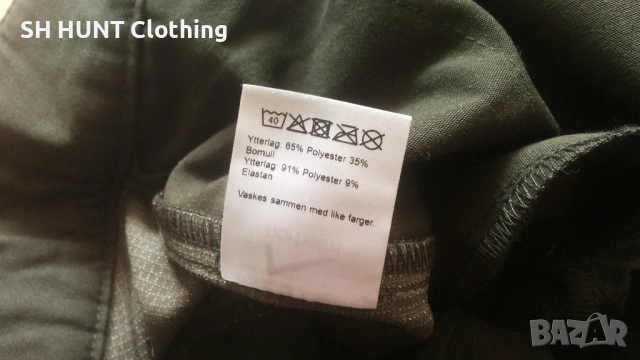 SH HUNT Clothing
40
Ytterlag: 65% Polyester 35%
Bomull
Ytterlag: 91% Polyester 9%
Elastan
Vaskes sammen med like farger.
BAZAR